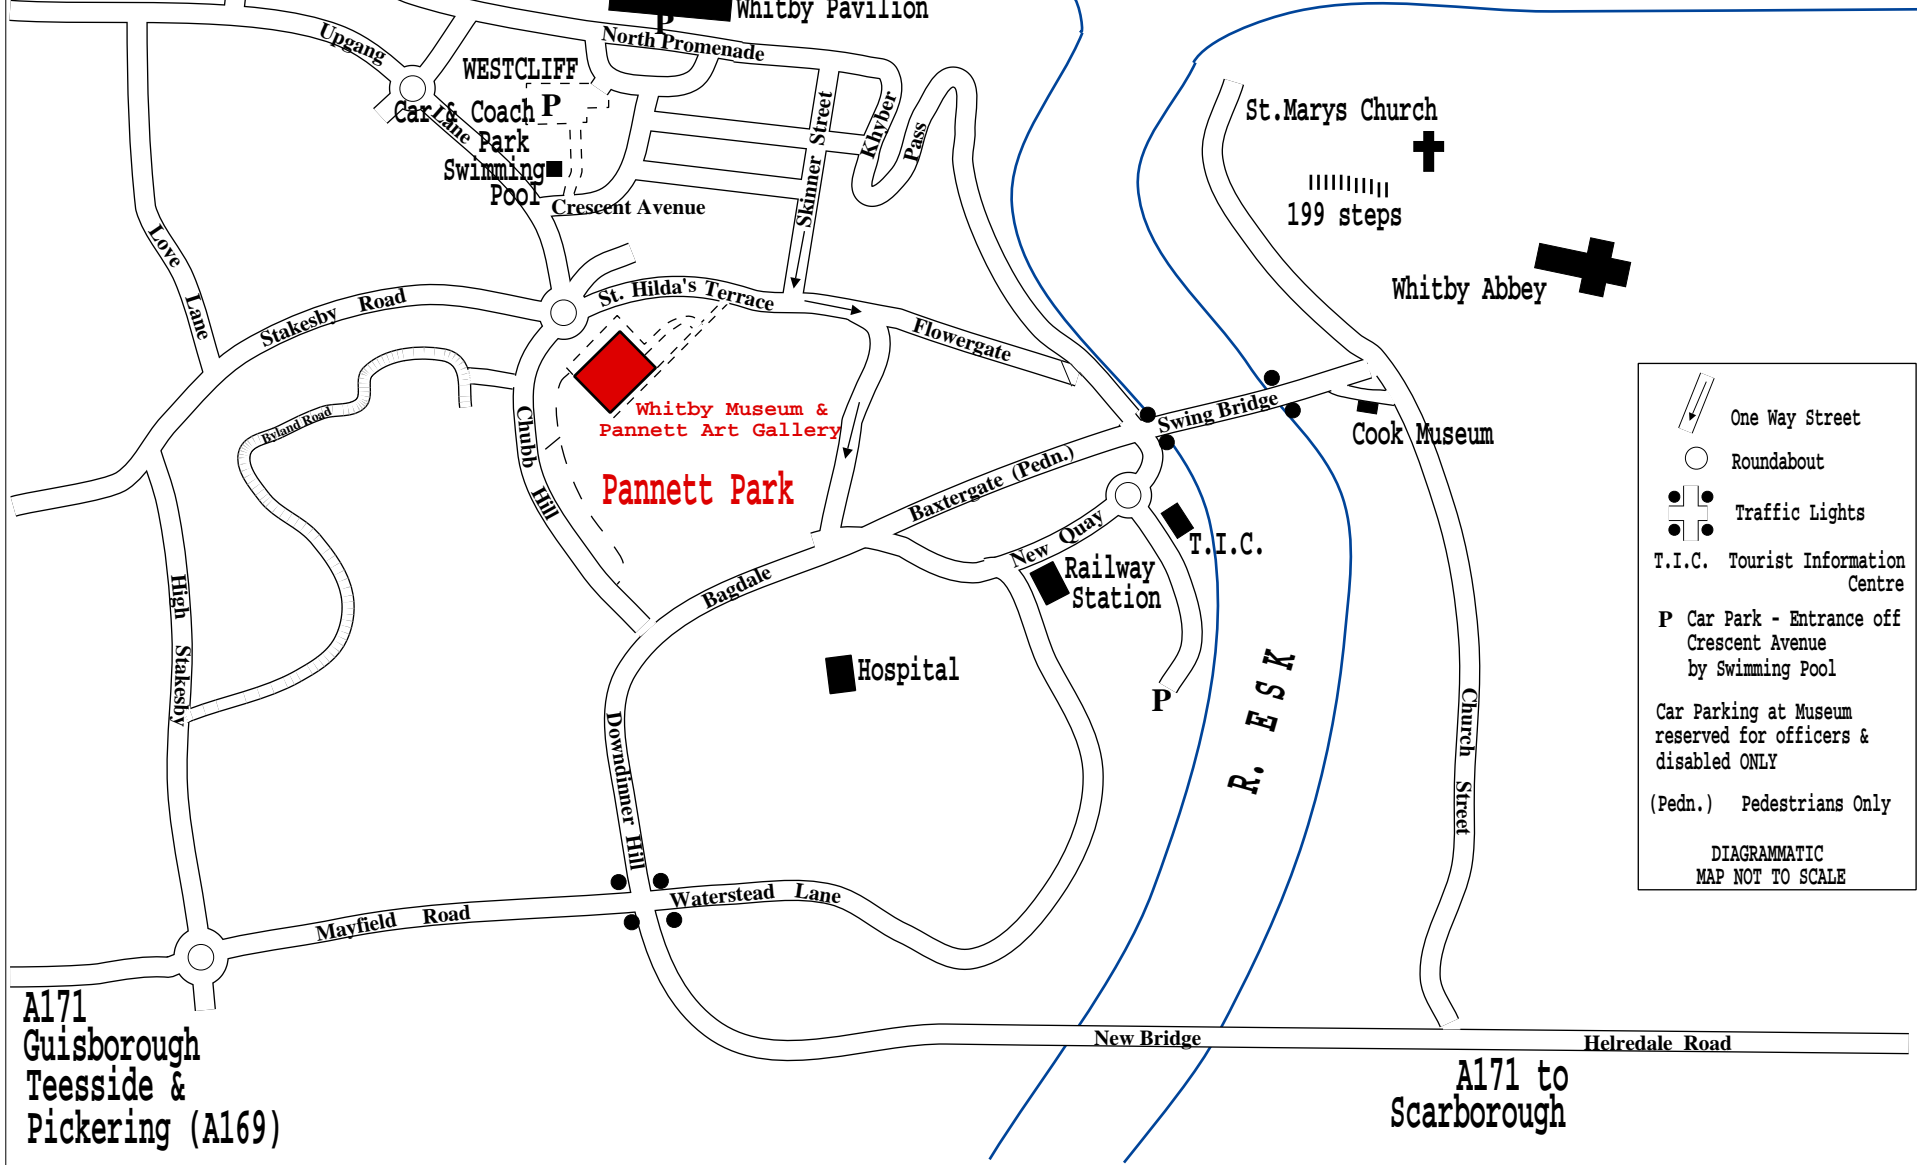 Whitby Pavilion
P
North Promenade
Upgang
Lane
WESTCLIFF
Car & Coach
Park
P
Swimming
Pool
Crescent Avenue
Skinner Street
Khyber
Pass
St.Marys Church
199 steps
Whitby Abbey
Love
Lane
Stakesby Road
St. Hilda's Terrace
Flowergate
Byland Road
Chubb
Hill
Whitby Museum &
Pannett Art Gallery
Pannett Park
Swing Bridge
Cook Museum
Baxtergate (Pedn.)
New Quay
T.I.C.
Railway
Station
Bagdale
High
Stakesby
Hospital
P
R. ESK
Downdinner Hill
Church
Street
Waterstead Lane
Mayfield Road
A171
Guisborough
Teesside &
Pickering (A169)
New Bridge
Helredale Road
A171 to
Scarborough
One Way Street
Roundabout
Traffic Lights
T.I.C. Tourist Information
Centre
P Car Park - Entrance off
Crescent Avenue
by Swimming Pool
Car Parking at Museum
reserved for officers &
disabled ONLY
(Pedn.) Pedestrians Only
DIAGRAMMATIC
MAP NOT TO SCALE